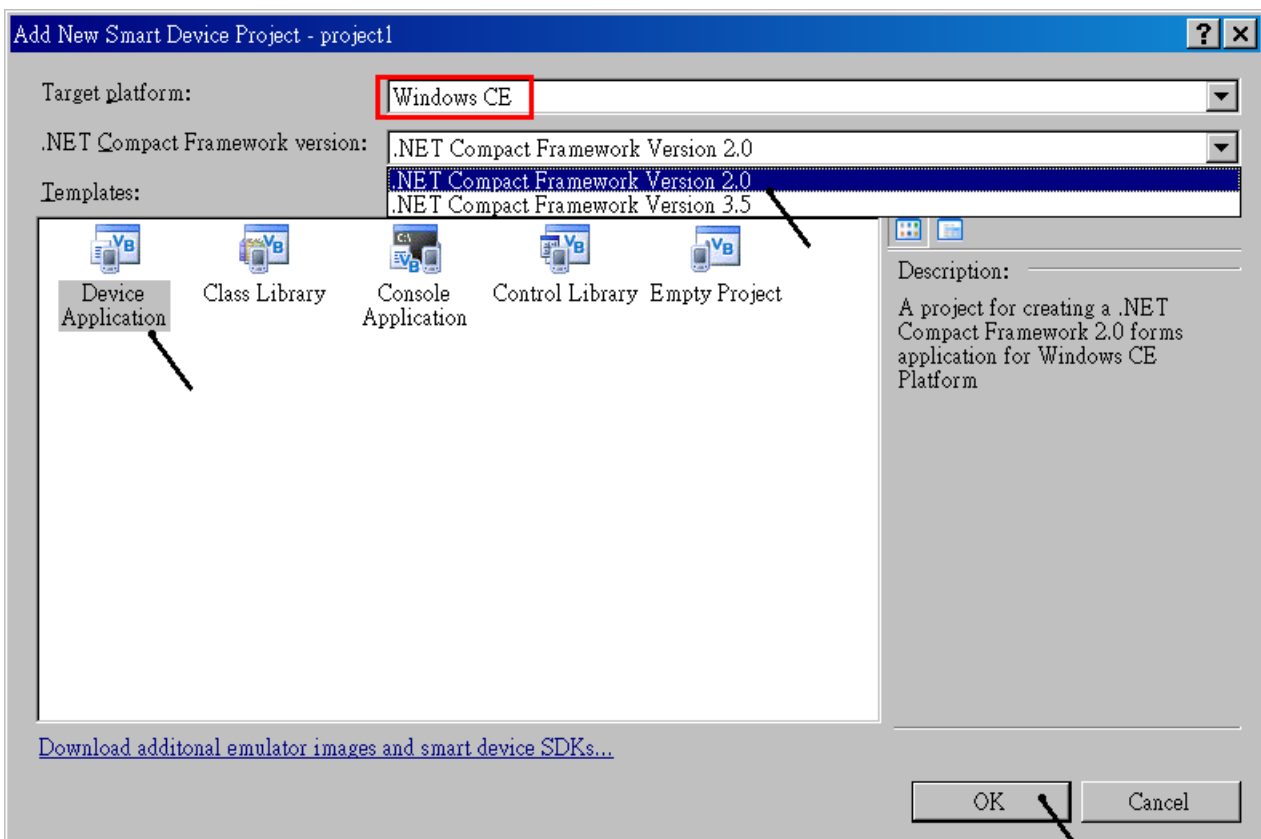 Add New Smart Device Project - project1
Target platform:
Windows CE
.NET Compact Framework version:
.NET Compact Framework Version 2.0
.NET Compact Framework Version 2.0
.NET Compact Framework Version 3.5
Templates:
Device
Application
Class Library
Console
Application
Control Library
Empty Project
Description:
A project for creating a .NET
Compact Framework 2.0 forms
application for Windows CE
Platform
Download additonal emulator images and smart device SDKs...
OK
Cancel